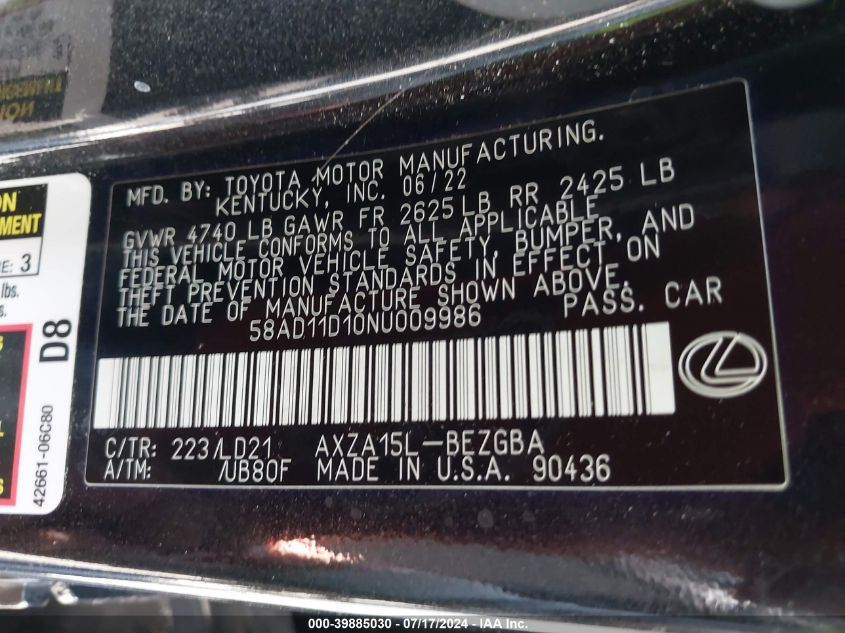 MFD. BY: TOYOTA MOTOR MANUFACTURING.
KENTUCKY, INC. 06/22
GVWR 4740 LB GAWR FR 2625 LB RR 2425 LB
THIS VEHICLE CONFORMS TO ALL APPLICABLE
FEDERAL MOTOR VEHICLE SAFETY, BUMPER, AND
THEFT PREVENTION STANDARDS IN EFFECT ON
THE DATE OF MANUFACTURE SHOWN ABOVE.
58AD11D10NU009986 PASS. CAR
C/TR: 223/LD21 AXZA15L-BEZGBA
A/TM: /UB80F MADE IN U.S.A. 90436
3
lbs.
D8
42661-06C80
000-39885030 - 07/17/2024 - IAA Inc.